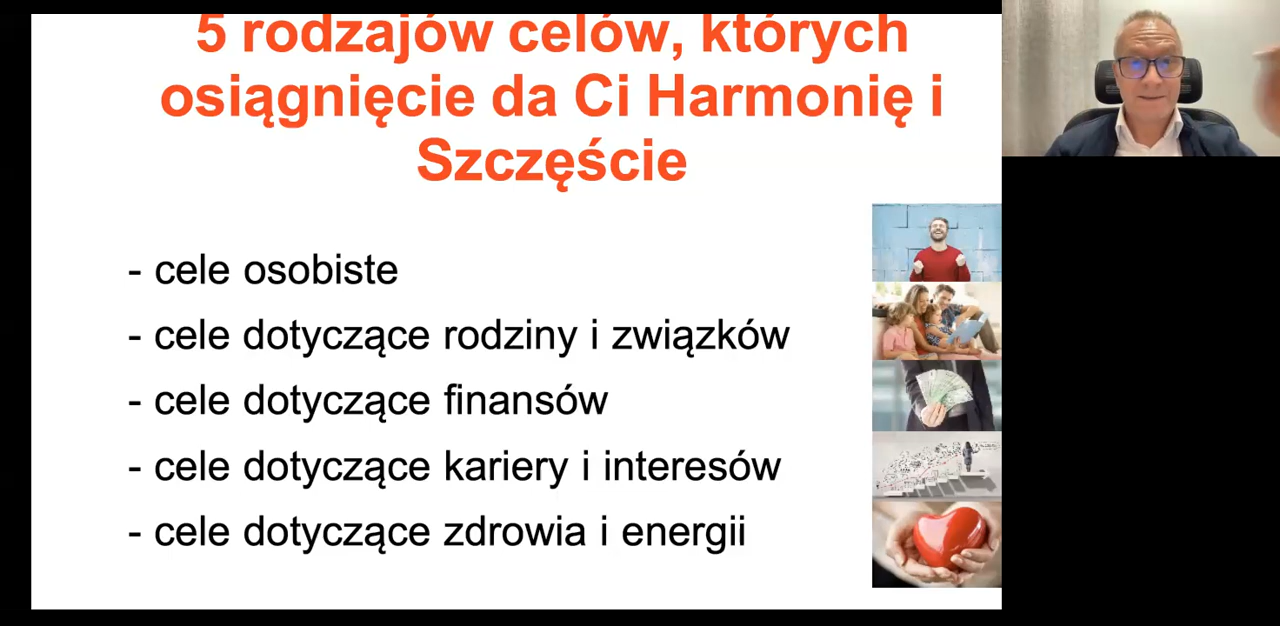 5 rodzajów celów, których
osiągnięcie da Ci Harmonię i
Szczęście
- cele osobiste
- cele dotyczące rodziny i związków
- cele dotyczące finansów
- cele dotyczące kariery i interesów
- cele dotyczące zdrowia i energii